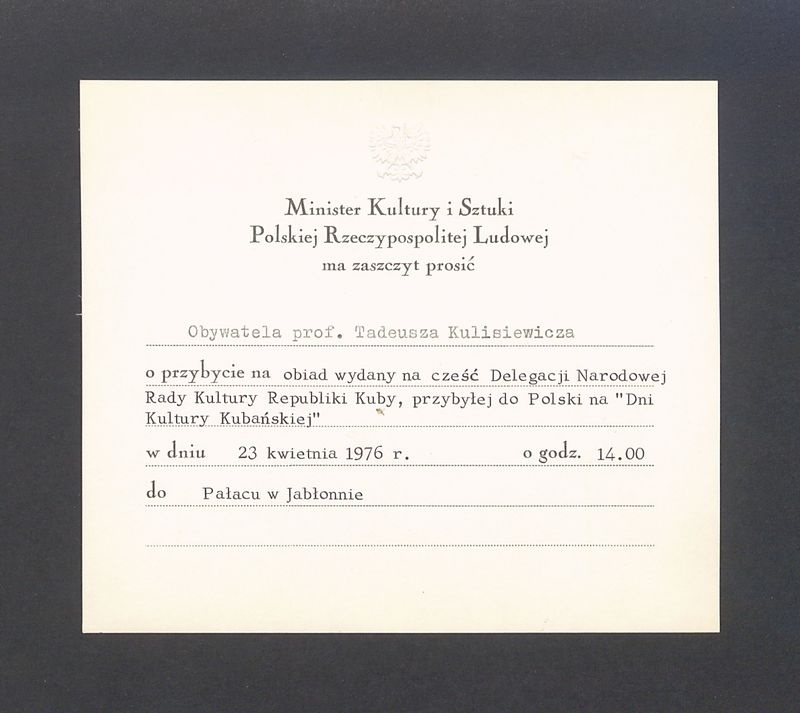 Minister Kultury i Sztuki
Polskiej Rzeczypospolitej Ludowej
ma zaszczyt prosić
Obywatela prof. Tadeusza Kulisiewicza
o przybycie na obiad wydany na cześć Delegacji Narodowej
Rady Kultury Republiki Kuby, przybyłej do Polski na "Dni
Kultury Kubańskiej"
w dniu 23 kwietnia 1976 r. o godz. 14.00
do Pałacu w Jabłonnie